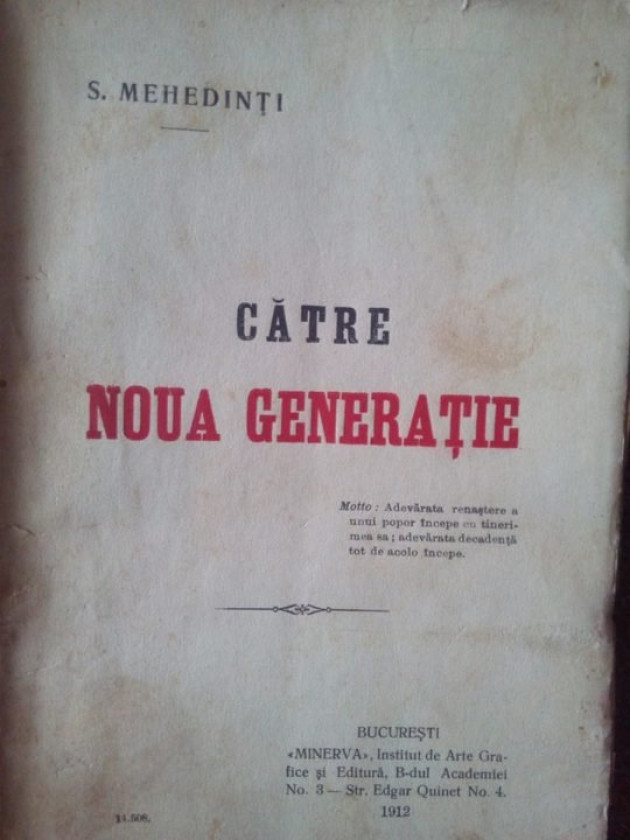 S. MEHEDINȚI
CĂTRE
NOUA GENERAȚIE
Motto : Adevărata renaștere a
unui popor începe cu tineri-
mea sa ; adevărata decadență
tot de acolo începe.
BUCUREȘTI
«MINERVA», Institut de Arte Gra-
fice și Editură, B-dul Academiei
No. 3 — Str. Edgar Quinet No. 4.
1912
14.508.